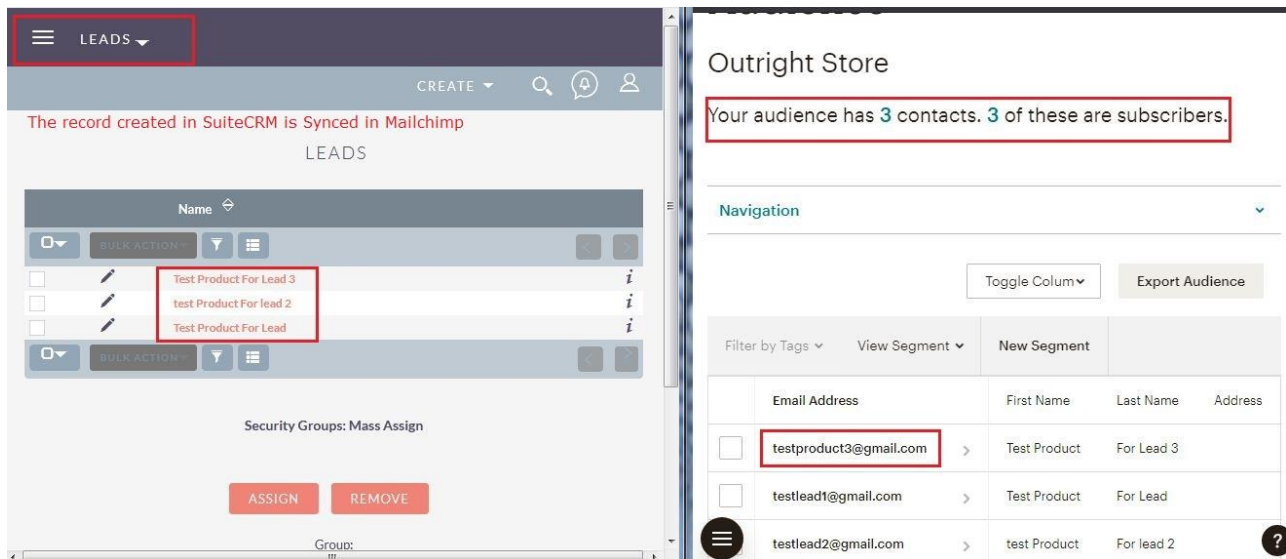 LEADS
CREATE
The record created in SuiteCRM is Synced in Mailchimp
LEADS
Name
BULK ACTION
Test Product For Lead 3
test Product For lead 2
Test Product For Lead
BULK ACTION
Security Groups: Mass Assign
ASSIGN REMOVE
Group:
Outright Store
Your audience has 3 contacts. 3 of these are subscribers.
Navigation
Toggle Colum Export Audience
Filter by Tags View Segment New Segment
Email Address First Name Last Name Address
testproduct3@gmail.com Test Product For Lead 3
testlead1@gmail.com Test Product For Lead
testlead2@gmail.com test Product For lead 2
?